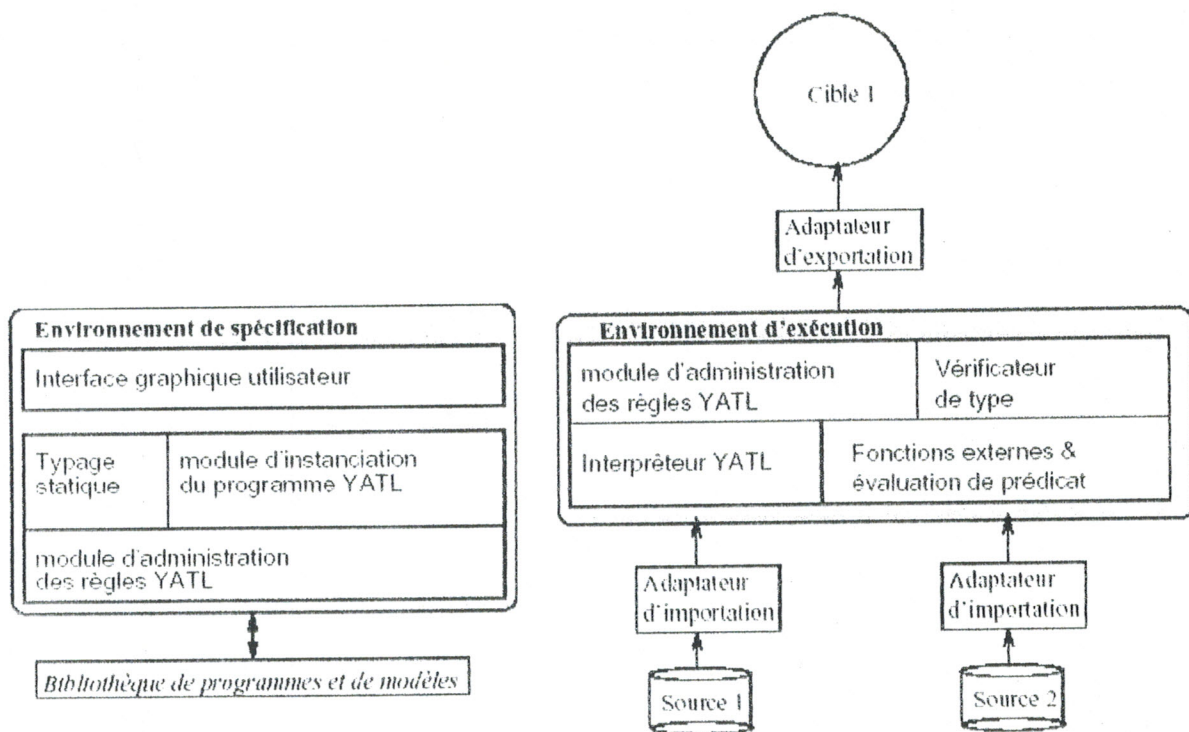 Cible 1
Adaptateur
d'exportation
Environnement de spécification
Interface graphique utilisateur
Typage
statique
module d'instanciation
du programme YATL
module d'administration
des règles YATL
Bibliothèque de programmes et de modèles
Environnement d'exécution
module d'administration
des règles YATL
Vérificateur
de type
Interprêteur YATL
Fonctions externes &
évaluation de prédicat
Adaptateur
d'importation
Adaptateur
d'importation
Source 1
Source 2